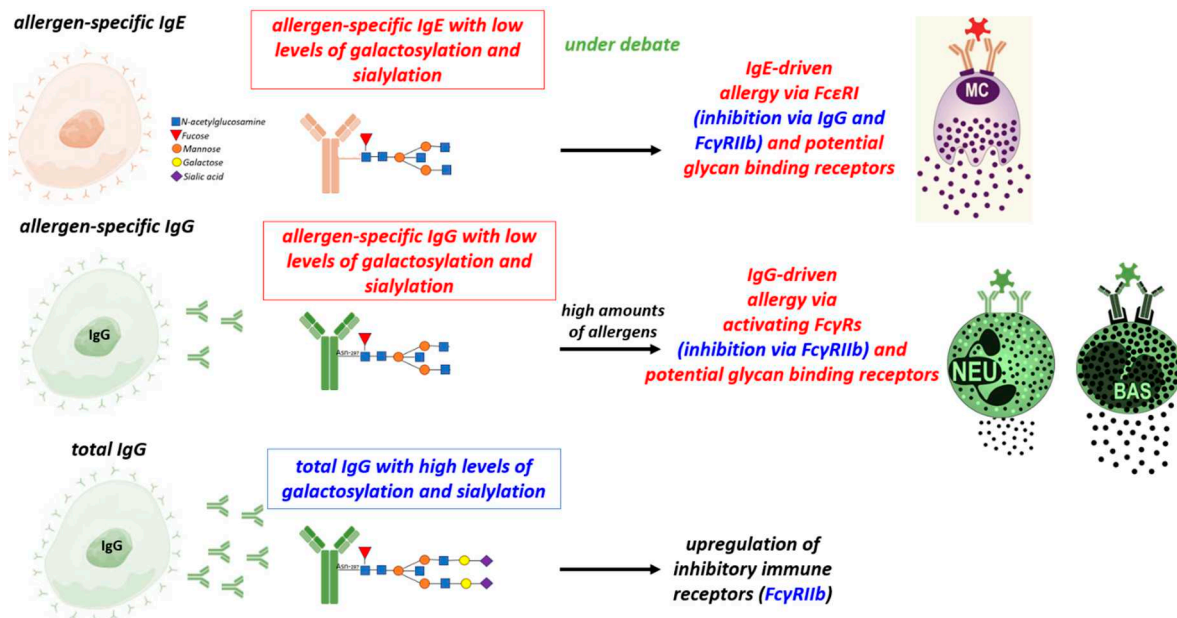 allergen-specific IgE
allergen-specific IgE with low
levels of galactosylation and
sialylation
under debate
N-acetylglucosamine
Fucose
Mannose
Galactose
Sialic acid
IgE-driven
allergy via FcεRI
(inhibition via IgG and
FcγRIIb) and potential
glycan binding receptors
MC
allergen-specific IgG
IgG
allergen-specific IgG with low
levels of galactosylation and
sialylation
Asn-297
high amounts
of allergens
IgG-driven
allergy via
activating FcγRs
(inhibition via FcγRIIb) and
potential glycan binding receptors
NEU
BAS
total IgG
IgG
total IgG with high levels of
galactosylation and sialylation
Asn-297
upregulation of
inhibitory immune
receptors (FcγRIIb)